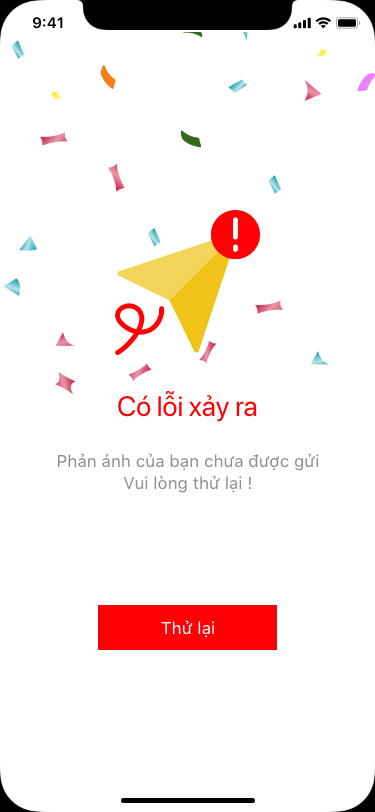 9:41
Có lỗi xảy ra
Phản ánh của bạn chưa được gửi
Vui lòng thử lại !
Thử lại